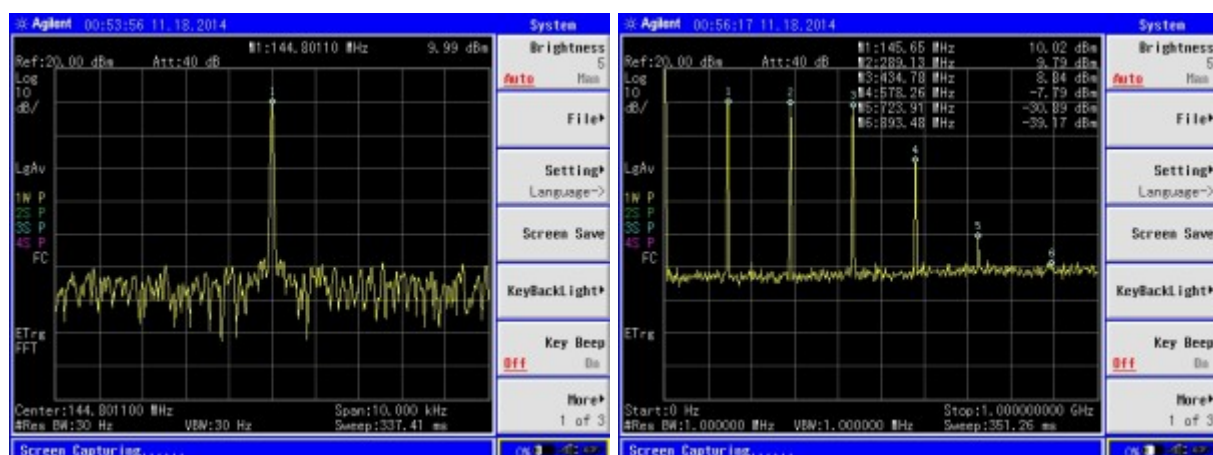 Agilent 00:53:56 11.18.2014 System
M1:144.80110 MHz 9.99 dBm
Ref:20.00 dBm Att:40 dB
Log
10
dB/
1
LgAv
1W P
2S P
3S P
4S P
FC
ETrg
FFT
Center:144.801100 MHz Span:10.000 kHz
#Res BW:30 Hz VBW:30 Hz Sweep:337.41 ms
Screen Capturing......
Brightness
5
Auto Man
File
Setting
Language->
Screen Save
KeyBackLight
Key Beep
Off On
More
1 of 3
Agilent 00:56:17 11.18.2014 System
M1:145.65 MHz 10.02 dBm
Ref:20.00 dBm Att:40 dB M2:289.13 MHz 9.79 dBm
M3:434.78 MHz 8.84 dBm
M4:578.26 MHz -7.79 dBm
M5:723.91 MHz -30.89 dBm
M6:893.48 MHz -39.17 dBm
Log
10
dB/
1 2 3
4
5
6
LgAv
1W P
2S P
3S P
4S P
FC
ETrg
Start:0 Hz Stop:1.000000000 GHz
#Res BW:1.000000 MHz VBW:1.000000 MHz Sweep:351.26 ms
Screen Capturing......
Brightness
5
Auto Man
File
Setting
Language->
Screen Save
KeyBackLight
Key Beep
Off On
More
1 of 3